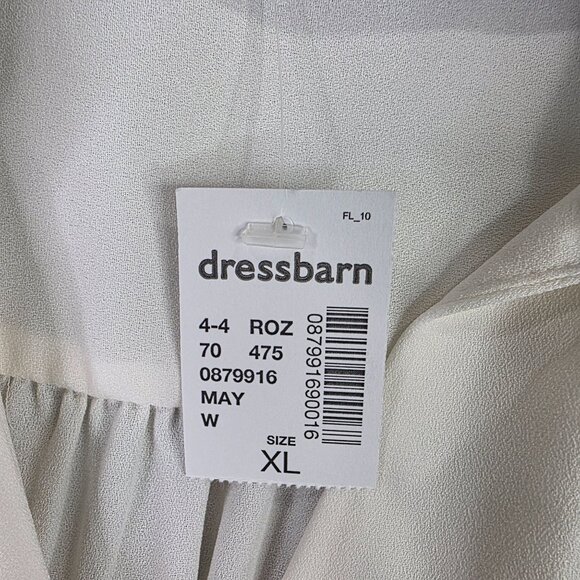 FL_10
dressbarn
4-4 ROZ
70 475
0879916
MAY
W
087991690016
SIZE
XL